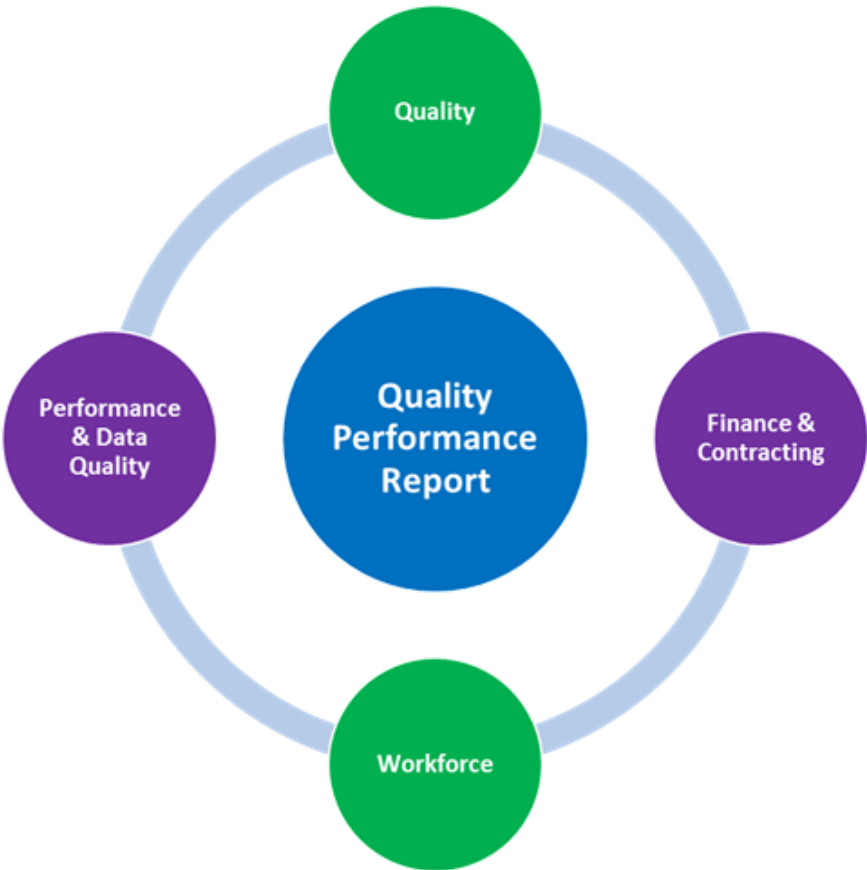 Quality
Quality
Performance
Report
Performance
& Data
Quality
Finance &
Contracting
Workforce